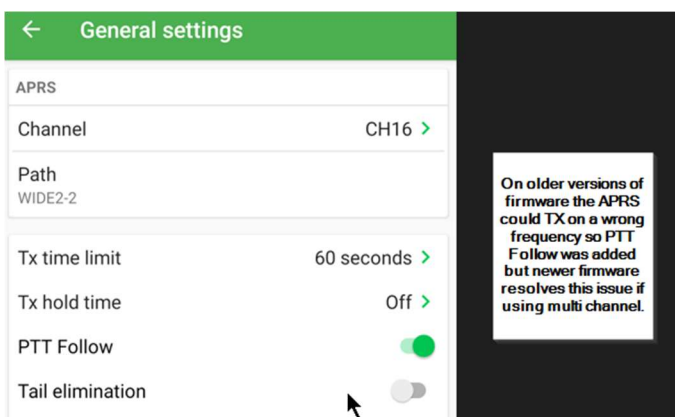 General settings
APRS
Channel CH16
Path
WIDE2-2
Tx time limit 60 seconds
Tx hold time Off
PTT Follow
Tail elimination
On older versions of
firmware the APRS
could TX on a wrong
frequency so PTT
Follow was added
but newer firmware
resolves this issue if
using multi channel.